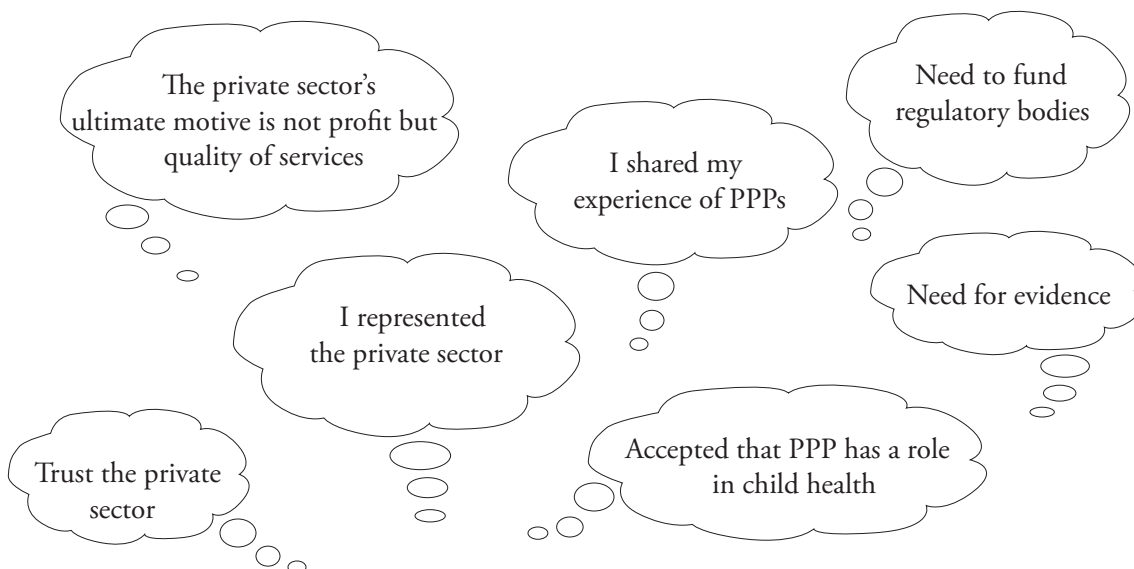 The private sector’s
ultimate motive is not profit but
quality of services
I shared my
experience of PPPs
Need to fund
regulatory bodies
I represented
the private sector
Need for evidence
Trust the private
sector
Accepted that PPP has a role
in child health